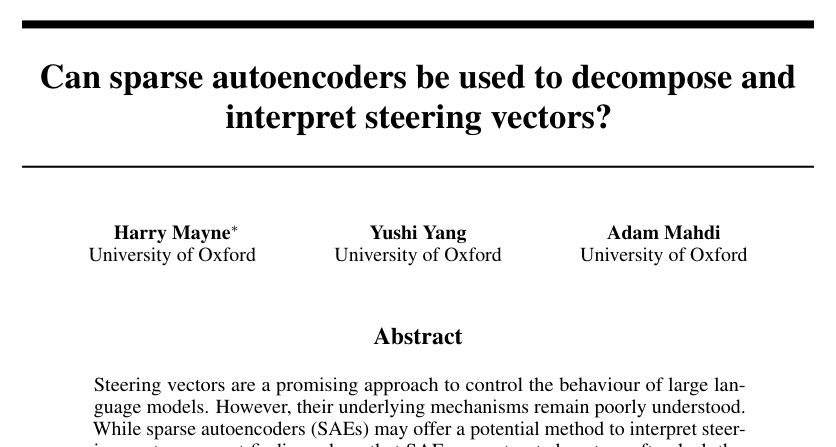 Can sparse autoencoders be used to decompose and
interpret steering vectors?
Harry Mayne* Yushi Yang Adam Mahdi
University of Oxford University of Oxford University of Oxford
Abstract
Steering vectors are a promising approach to control the behaviour of large lan-
guage models. However, their underlying mechanisms remain poorly understood.
While sparse autoencoders (SAEs) may offer a potential method to interpret steer-